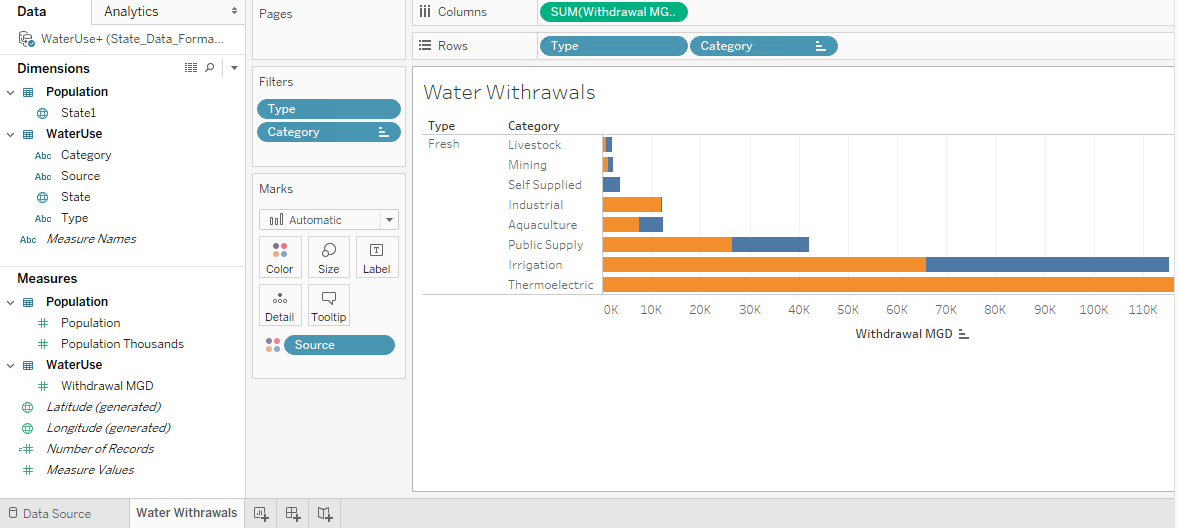 Data
Analytics
WaterUse+ (State_Data_Forma...
Dimensions
Population
State1
WaterUse
Abc Category
Abc Source
State
Abc Type
Abc Measure Names
Measures
Population
# Population
# Population Thousands
WaterUse
# Withdrawal MGD
Latitude (generated)
Longitude (generated)
=# Number of Records
# Measure Values
Pages
Filters
Type
Category
Marks
Automatic
Color
Size
T
Label
Detail
Tooltip
Source
Columns
SUM(Withdrawal MG..
Rows
Type
Category
Water Withrawals
Type
Category
Fresh
Livestock
Mining
Self Supplied
Industrial
Aquaculture
Public Supply
Irrigation
Thermoelectric
0K 10K 20K 30K 40K 50K 60K 70K 80K 90K 100K 110K
Withdrawal MGD
Data Source
Water Withrawals